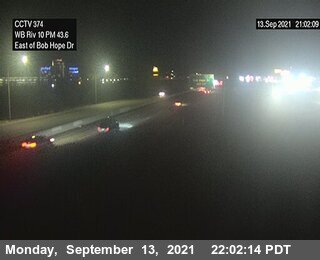 CCTV 374
WB Riv 10 PM 43.6
East of Bob Hope Dr
13.Sep 2021 21:02:09
Monday, September 13, 2021 22:02:14 PDT